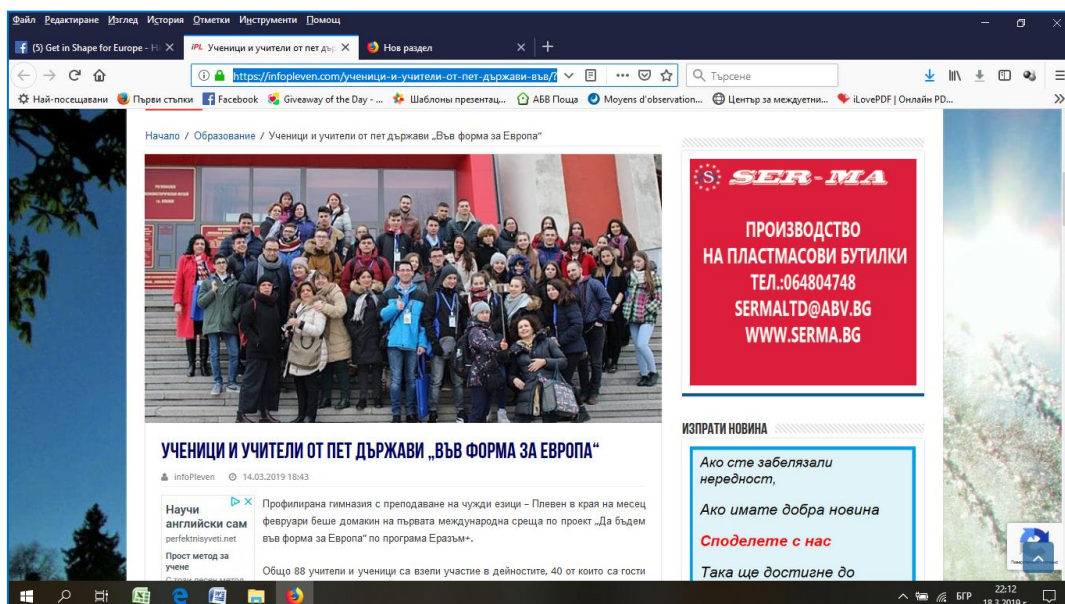 Файл Редактиране Изглед История Отметки Инструменти Помощ
(5) Get in Shape for Europe - H
iPL Ученици и учители от пет дър
Нов раздел
https://infopleven.com/ученици-и-учители-от-пет-държави-във/?
Търсене
Най-посещавани Първи стъпки Facebook Giveaway of the Day - ... Шаблоны презентац... АБВ Поща Moyens d'observation... Център за междуетни... iLovePDF | Онлайн PD...
Начало / Образование / Ученици и учители от пет държави „Във форма за Европа“
SER-MA
ПРОИЗВОДСТВО
НА ПЛАСТМАСОВИ БУТИЛКИ
ТЕЛ.:064804748
SERMALTD@ABV.BG
WWW.SERMA.BG
УЧЕНИЦИ И УЧИТЕЛИ ОТ ПЕТ ДЪРЖАВИ „ВЪВ ФОРМА ЗА ЕВРОПА“
infoPleven 14.03.2019 18:43
Научи
английски сам
perfektnisyveti.net
Прост метод за
учене
Профилирана гимназия с преподаване на чужди езици – Плевен в края на месец
февруари беше домакин на първата международна среща по проект „Да бъдем
във форма за Европа“ по програма Еразъм+.
Общо 88 учители и ученици са взели участие в дейностите, 40 от които са гости
ИЗПРАТИ НОВИНА
Ако сте забелязали
нередност,
Ако имате добра новина
Споделете с нас
Така ще достигне до
БГР
22:12
18.3.2019 г.